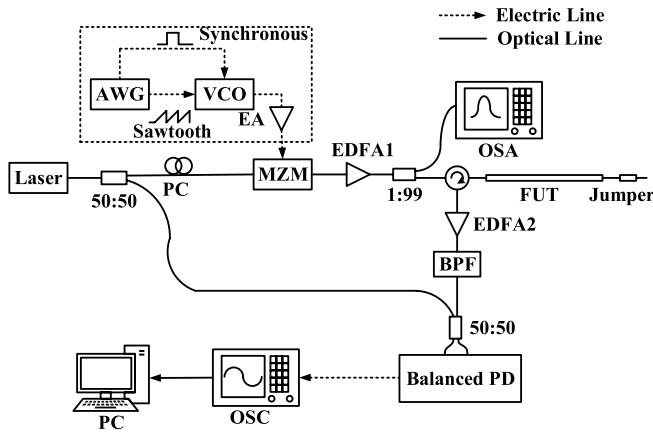 Electric Line
Optical Line
Synchronous
AWG
VCO
EA
Sawtooth
OSA
Laser
50:50
PC
MZM
EDFA1
1:99
FUT
Jumper
EDFA2
BPF
50:50
Balanced PD
OSC
PC